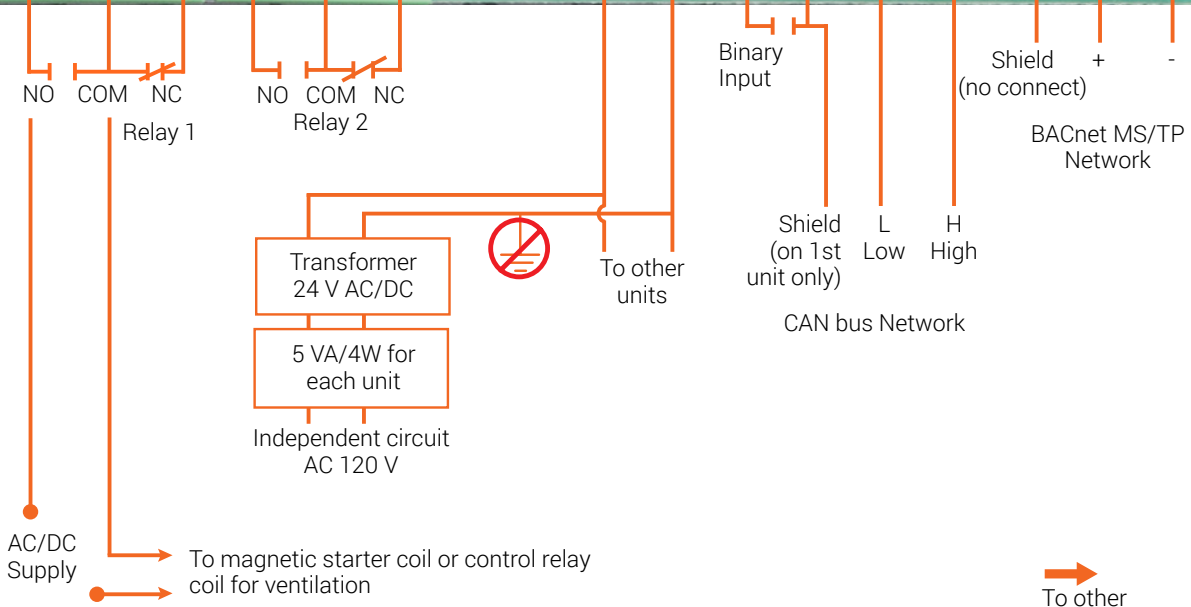 NO COM NC
Relay 1
NO COM NC
Relay 2
Binary
Input
Shield
(no connect)
+
-
BACnet MS/TP
Network
Transformer
24 V AC/DC
5 VA/4W for
each unit
Independent circuit
AC 120 V
To other
units
Shield
(on 1st
unit only)
L
Low
H
High
CAN bus Network
AC/DC
Supply
To magnetic starter coil or control relay
coil for ventilation
To other